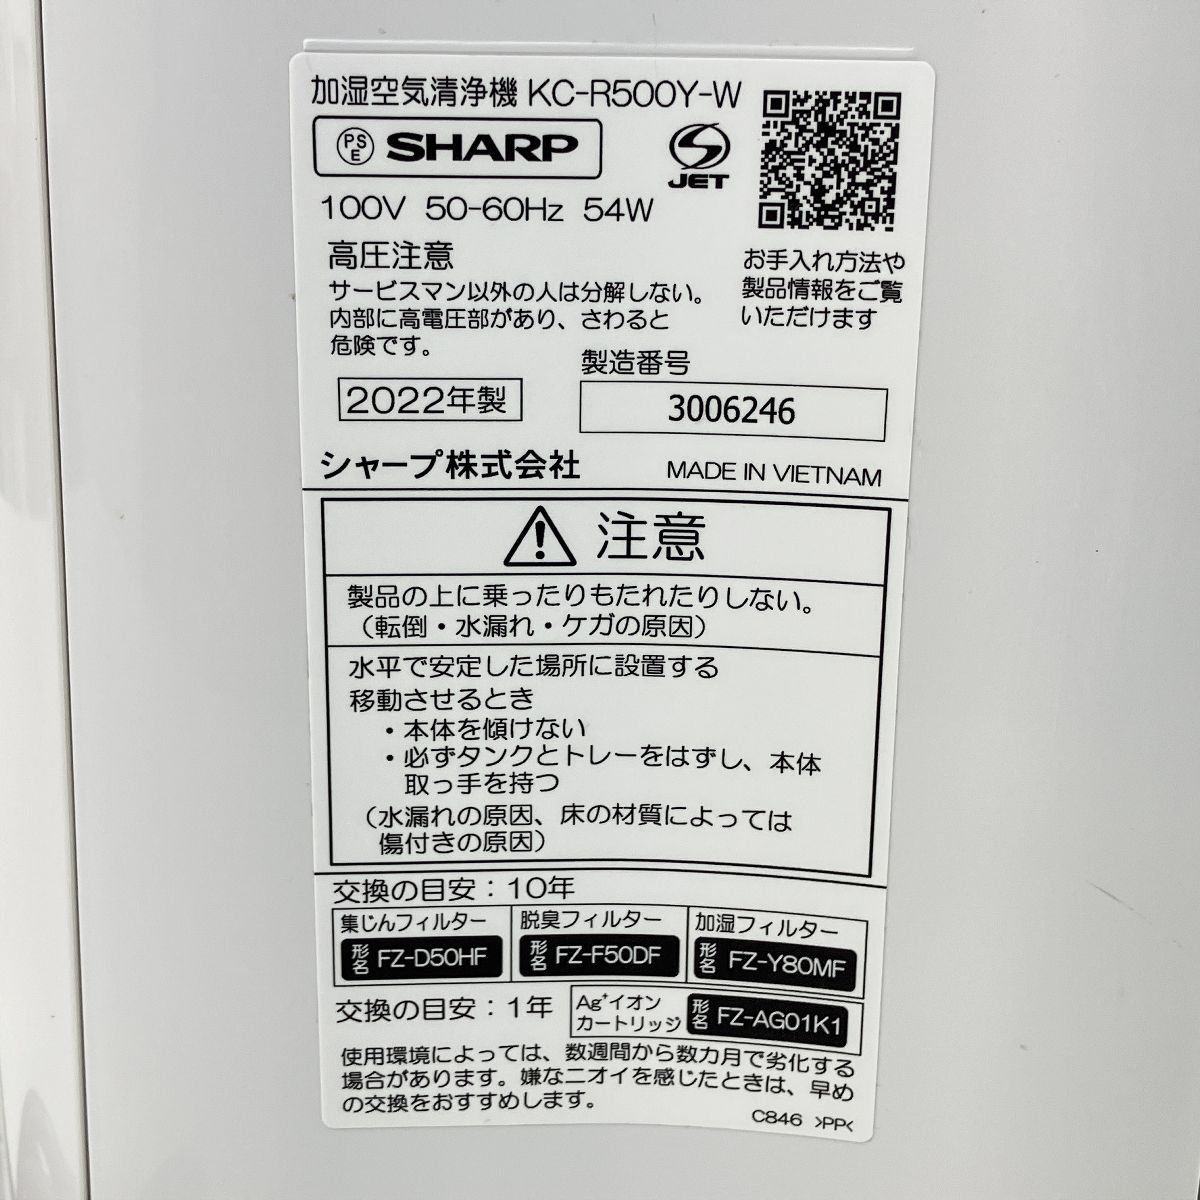 加湿空気清浄機 KC-R500Y-W
PSE SHARP
JET
100V 50-60Hz 54W
高圧注意
サービスマン以外の人は分解しない。
内部に高電圧部があり、さわると
危険です。
お手入れ方法や
製品情報をご覧
いただけます
製造番号
2022年製
3006246
シャープ株式会社
MADE IN VIETNAM
注意
製品の上に乗ったりもたれたりしない。
（転倒・水漏れ・ケガの原因）
水平で安定した場所に設置する
移動させるとき
・本体を傾けない
・必ずタンクとトレーをはずし、本体
取っ手を持つ
（水漏れの原因、床の材質によっては
傷付きの原因）
交換の目安：10年
集じんフィルター
形名 FZ-D50HF
脱臭フィルター
形名 FZ-F50DF
加湿フィルター
形名 FZ-Y80MF
交換の目安：1年
Ag⁺イオン
カートリッジ
形名 FZ-AG01K1
使用環境によっては、数週間から数カ月で劣化する
場合があります。嫌なニオイを感じたときは、早め
の交換をおすすめします。
C846 >PP<